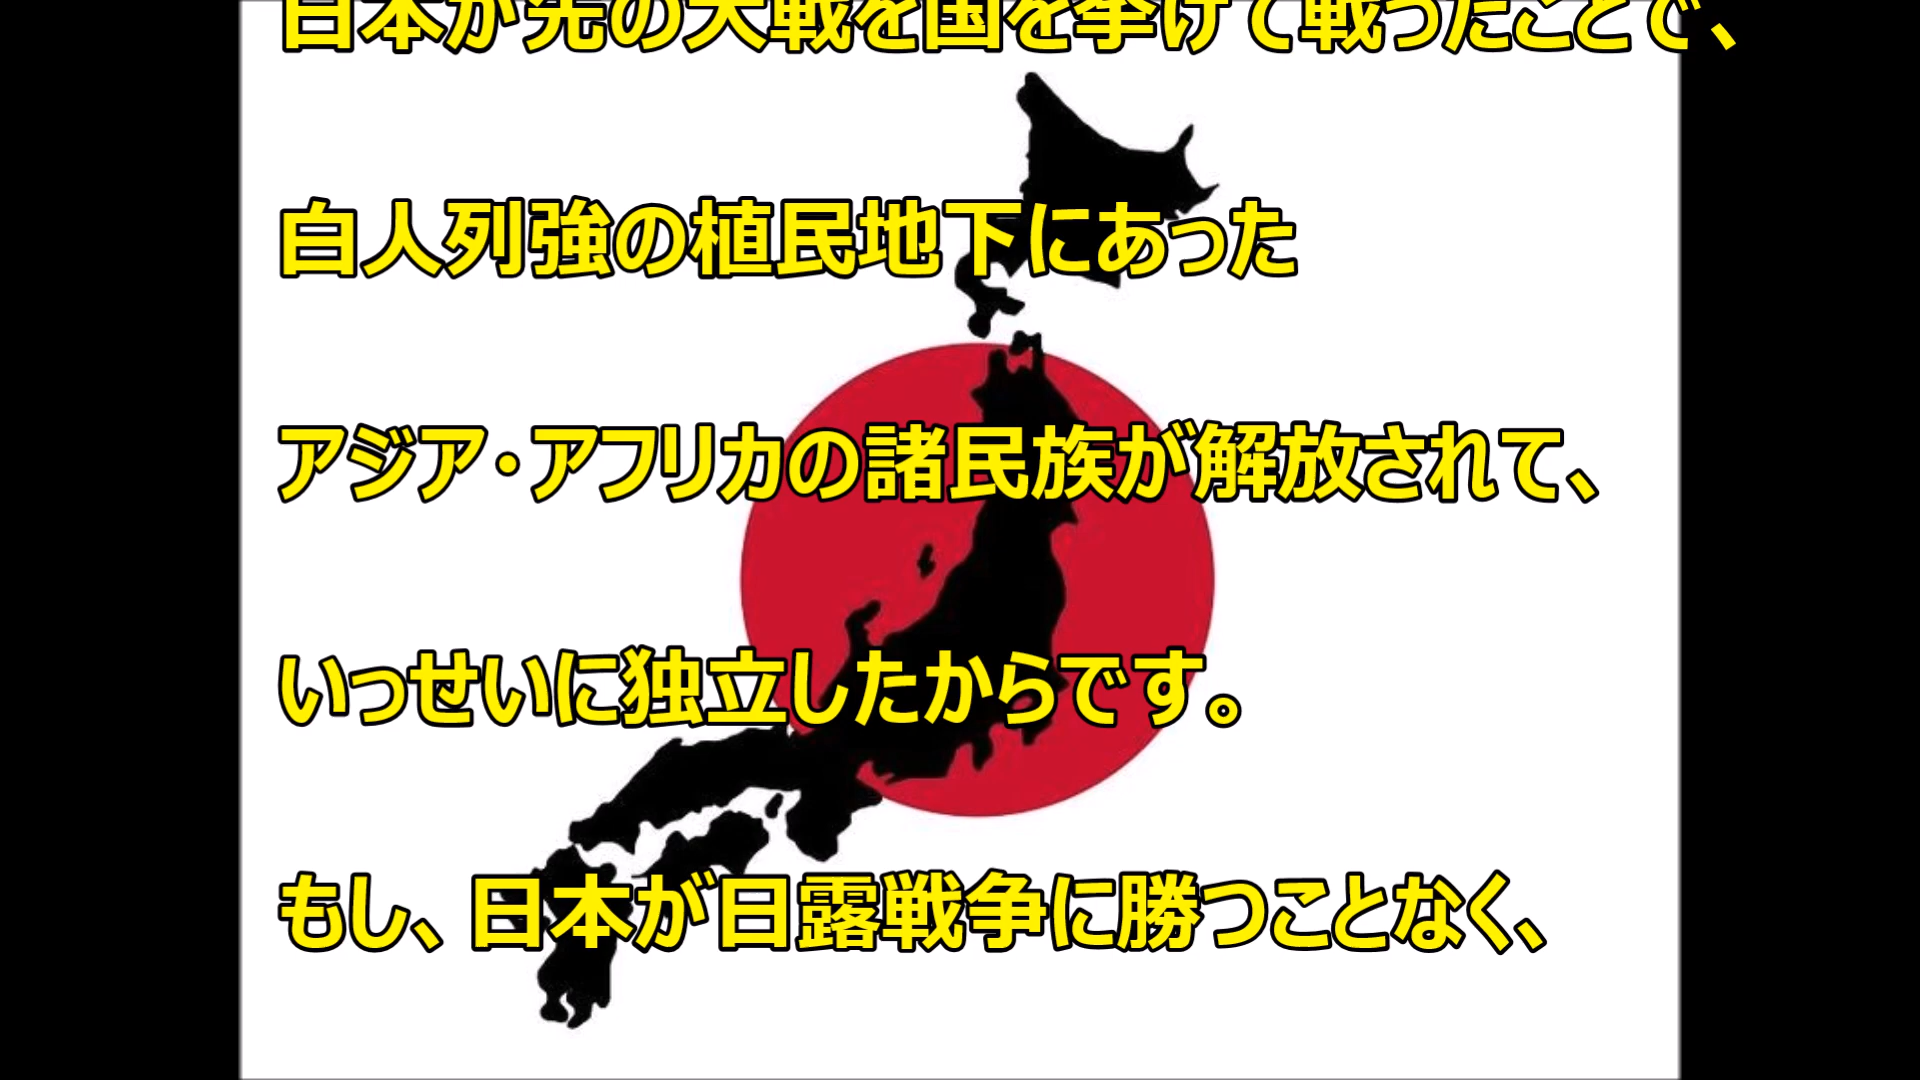 日本が先の大戦を国を挙げて戦ったことで、
白人列強の植民地下にあった
アジア・アフリカの諸民族が解放されて、
いっせいに独立したからです。
もし、日本が日露戦争に勝つことなく、